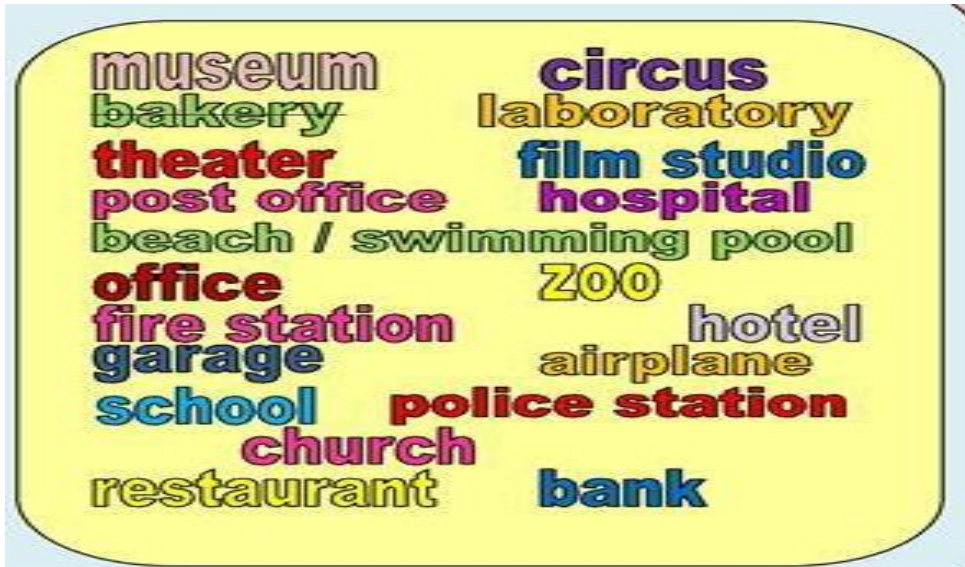 museum circus
bakery laboratory
theater film studio
post office hospital
beach / swimming pool
office zoo
fire station hotel
garage airplane
school police station
church
restaurant bank